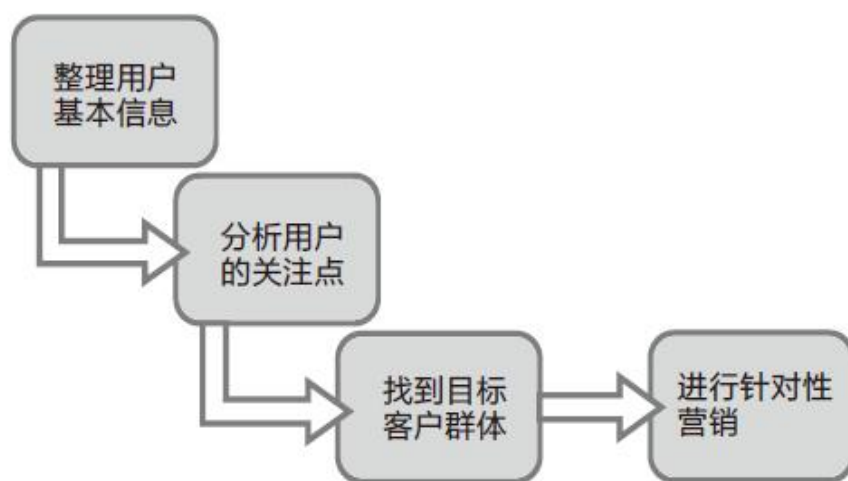 整理用户
基本信息
分析用户
的关注点
找到目标
客户群体
进行针对性
营销